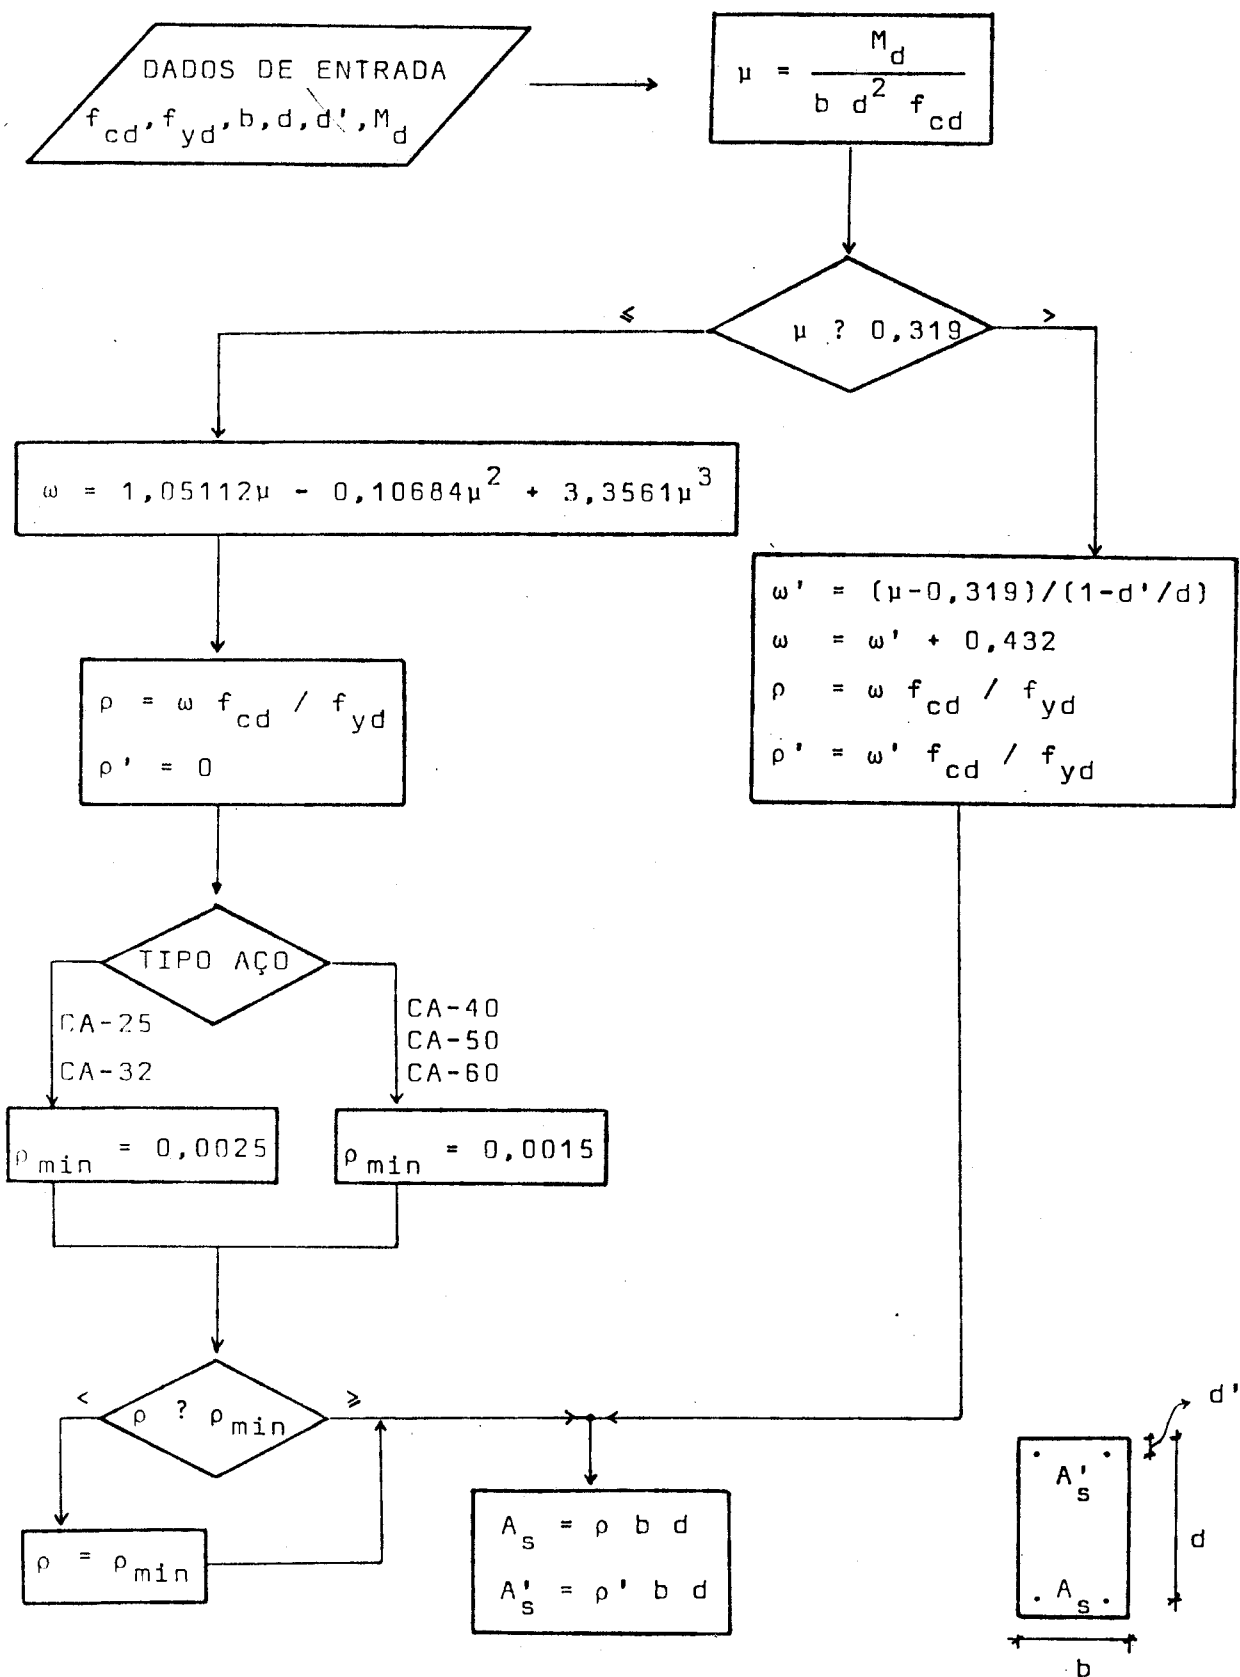 DADOS DE ENTRADA
f_cd, f_yd, b, d, d', M_d
μ = M_d / (b d² f_cd)
μ ? 0,319
≤
>
ω = 1,05112μ - 0,10684μ² + 3,3561μ³
ω' = (μ-0,319)/(1-d'/d)
ω = ω' + 0,432
ρ = ω f_cd / f_yd
ρ' = ω' f_cd / f_yd
ρ = ω f_cd / f_yd
ρ' = 0
TIPO AÇO
CA-25
CA-32
CA-40
CA-50
CA-60
ρ_min = 0,0025
ρ_min = 0,0015
ρ ? ρ_min
<
≥
ρ = ρ_min
A_s = ρ b d
A'_s = ρ' b d
d'
A'_s
d
A_s
b